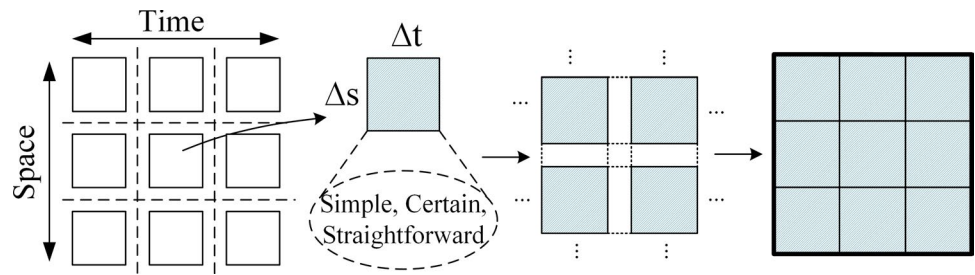 Time
Space
Δt
Δs
Simple, Certain,
Straightforward